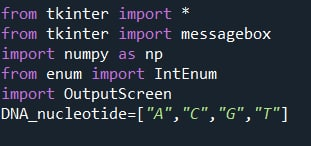 from tkinter import *
from tkinter import messagebox
import numpy as np
from enum import IntEnum
import OutputScreen
DNA_nucleotide=["A","C","G","T"]